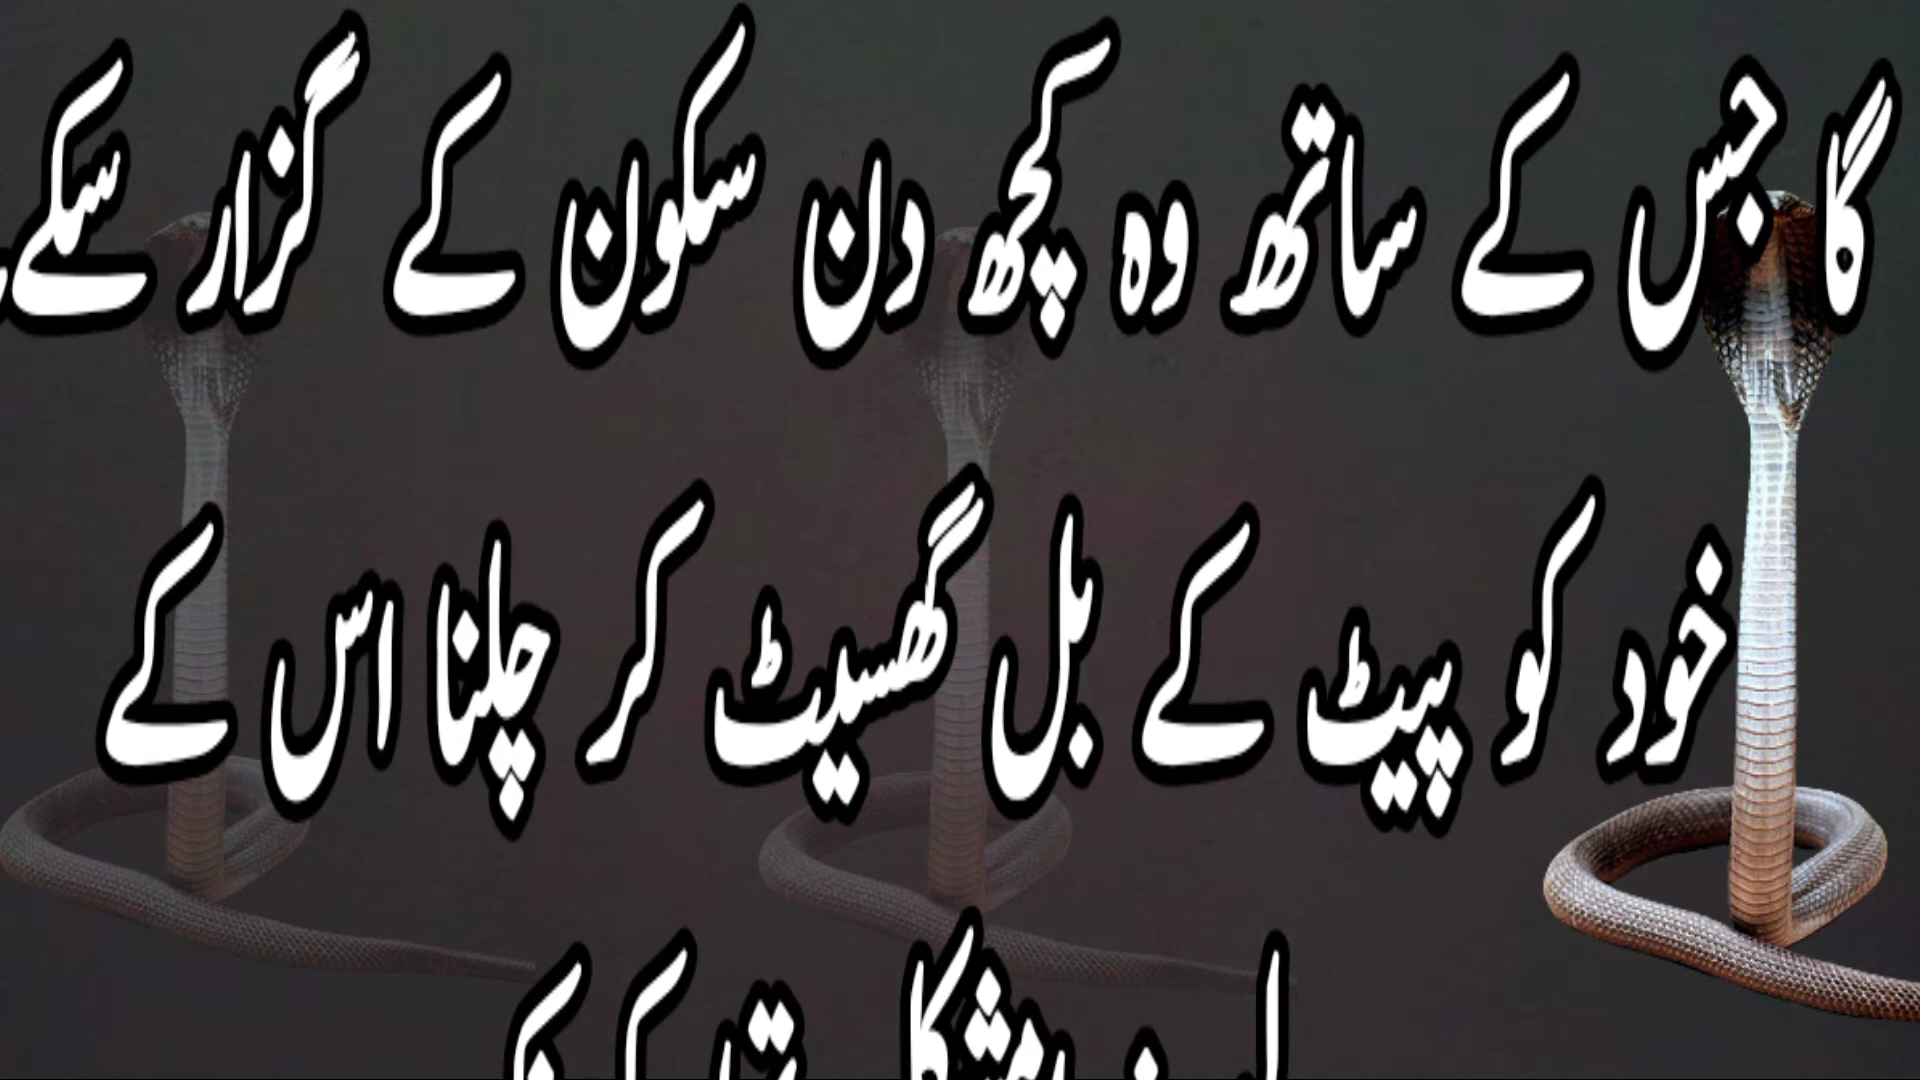 گا جس کے ساتھ وہ کچھ دن سکون کے گزار سکے
خود کو پیٹ کے بل گھسیٹ کر چلنا اس کے